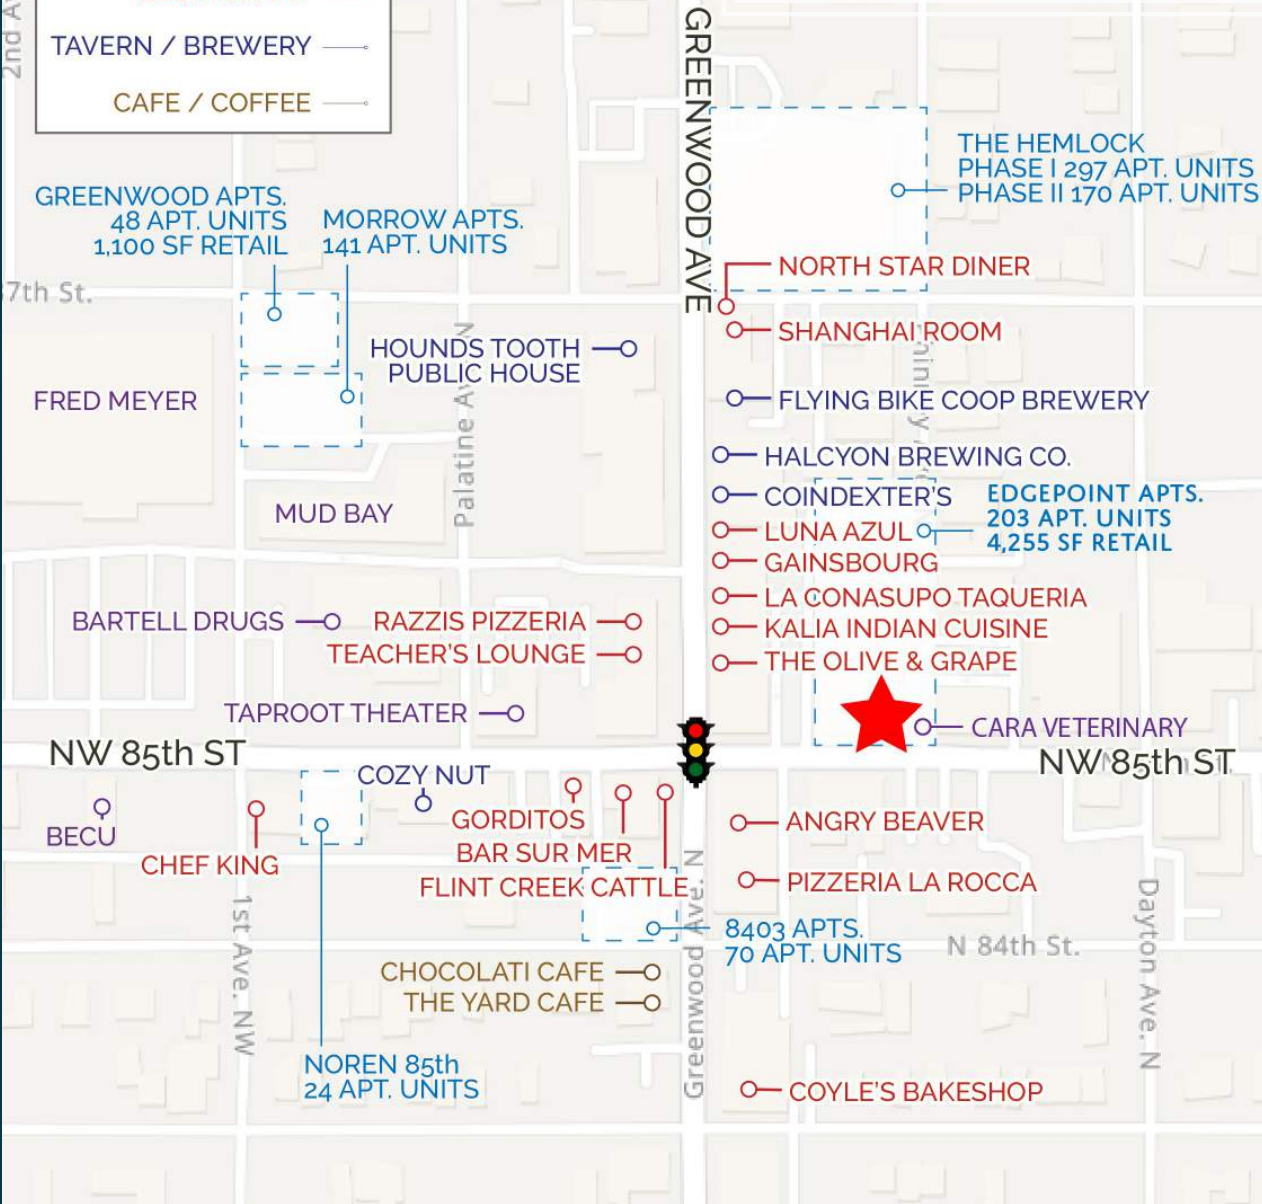 TAVERN / BREWERY
CAFE / COFFEE
GREENWOOD AVE
THE HEMLOCK
PHASE I 297 APT. UNITS
PHASE II 170 APT. UNITS
GREENWOOD APTS.
48 APT. UNITS
1,100 SF RETAIL
MORROW APTS.
141 APT. UNITS
NORTH STAR DINER
7th St.
SHANGHAI ROOM
HOUNDS TOOTH
PUBLIC HOUSE
FRED MEYER
FLYING BIKE COOP BREWERY
Palatine Av N
HALCYON BREWING CO.
COINDEXTER'S
EDGEPOINT APTS.
203 APT. UNITS
4,255 SF RETAIL
MUD BAY
LUNA AZUL
GAINSBOURG
LA CONASUPO TAQUERIA
BARTELL DRUGS
RAZZIS PIZZERIA
KALIA INDIAN CUISINE
TEACHER'S LOUNGE
THE OLIVE & GRAPE
TAPROOT THEATER
CARA VETERINARY
NW 85th ST
NW 85th ST
COZY NUT
BECU
GORDITOS
ANGRY BEAVER
CHEF KING
BAR SUR MER
FLINT CREEK CATTLE
PIZZERIA LA ROCCA
8403 APTS.
70 APT. UNITS
N 84th St.
1st Ave. NW
Greenwood Ave. N
Dayton Ave. N
CHOCOLATI CAFE
THE YARD CAFE
NOREN 85th
24 APT. UNITS
COYLE'S BAKESHOP